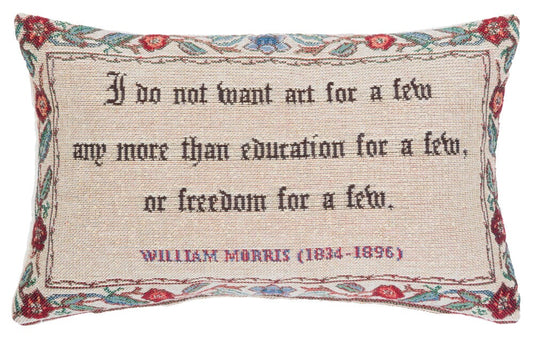 I do not want art for a few
any more than education for a few,
or freedom for a few.
WILLIAM MORRIS (1834-1896)